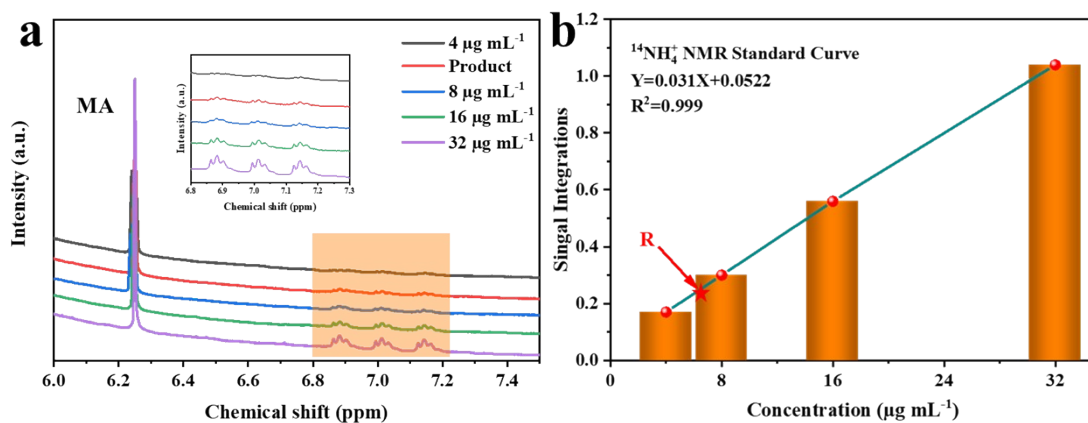 a
MA
4 μg mL⁻¹
Product
8 μg mL⁻¹
16 μg mL⁻¹
32 μg mL⁻¹
Intensity (a.u.)
6.8 6.9 7.0 7.1 7.2 7.3
Chemical shift (ppm)
Intensity (a.u.)
6.0 6.2 6.4 6.6 6.8 7.0 7.2 7.4
Chemical shift (ppm)
b
¹⁴NH₄⁺ NMR Standard Curve
Y=0.031X+0.0522
R²=0.999
R
Singal Integrations
1.0
0.8
0.6
0.4
0.2
0.0
0 8 16 24 32
Concentration (μg mL⁻¹)